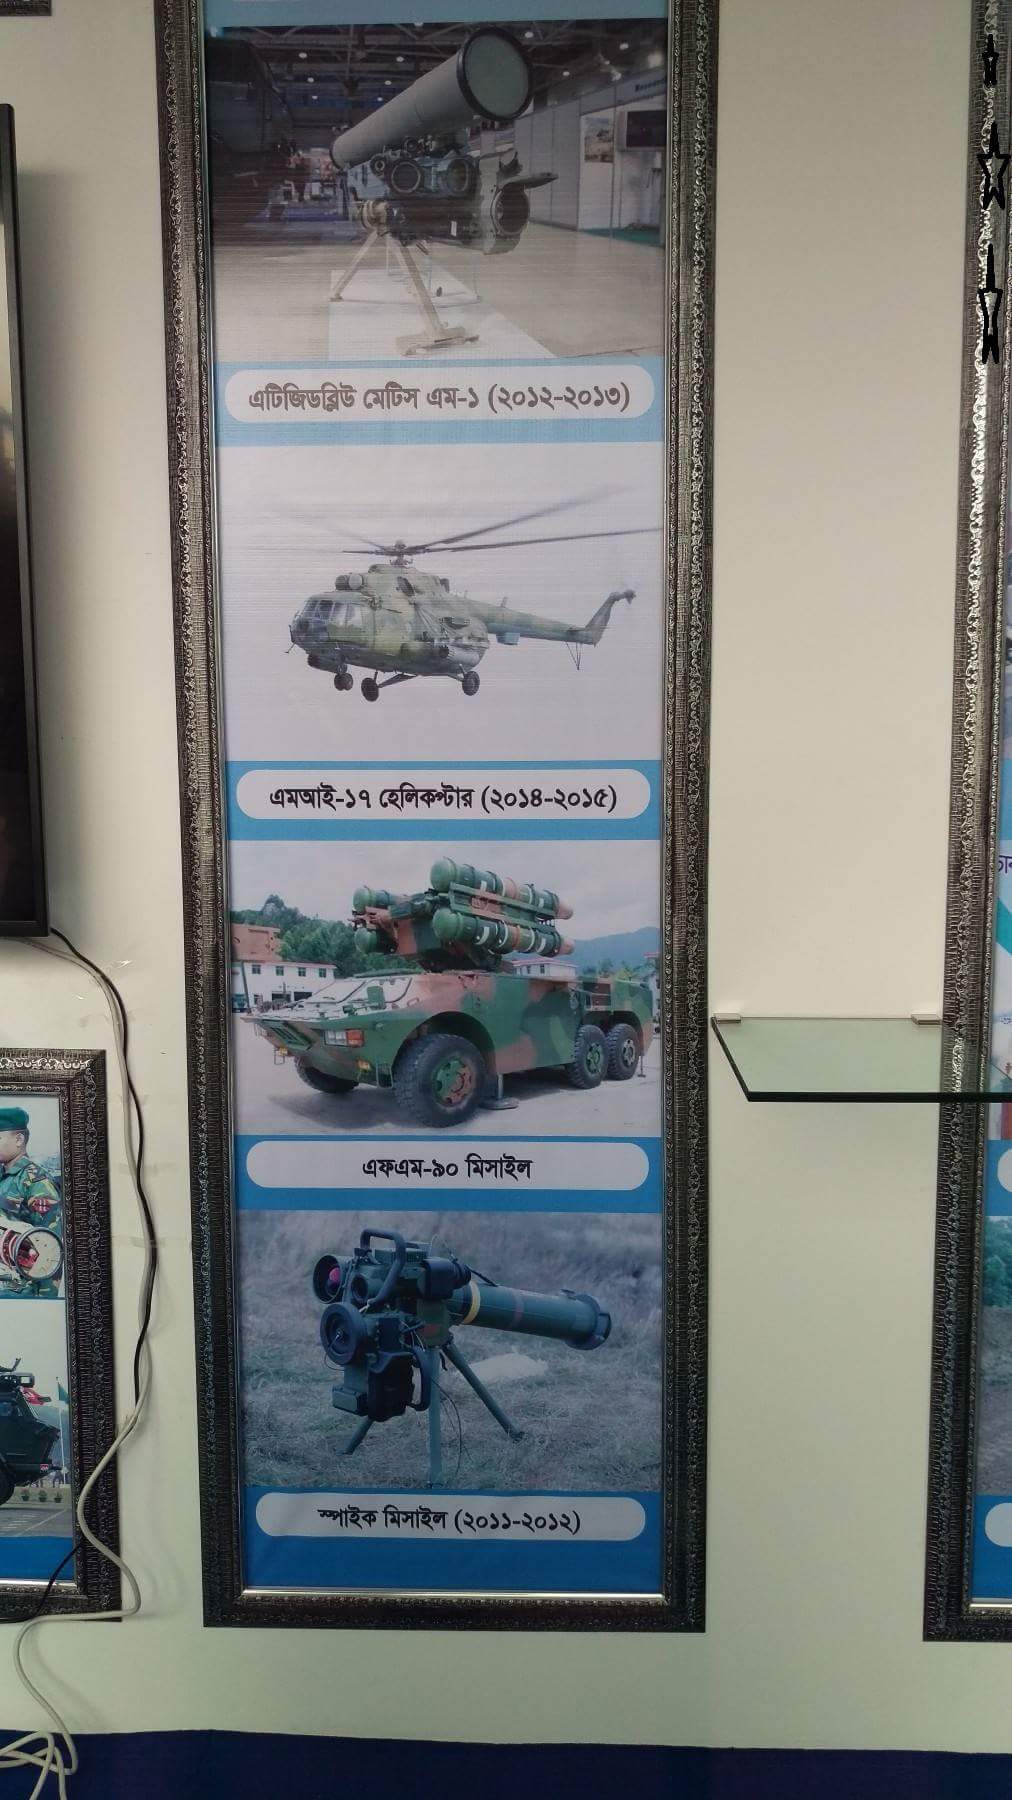 এটিজিডব্লিউ মেটিস এম-১ (২০১২-২০১৩)
এমআই-১৭ হেলিকপ্টার (২০১৪-২০১৫)
এফএম-৯০ মিসাইল
স্পাইক মিসাইল (২০১১-২০১২)